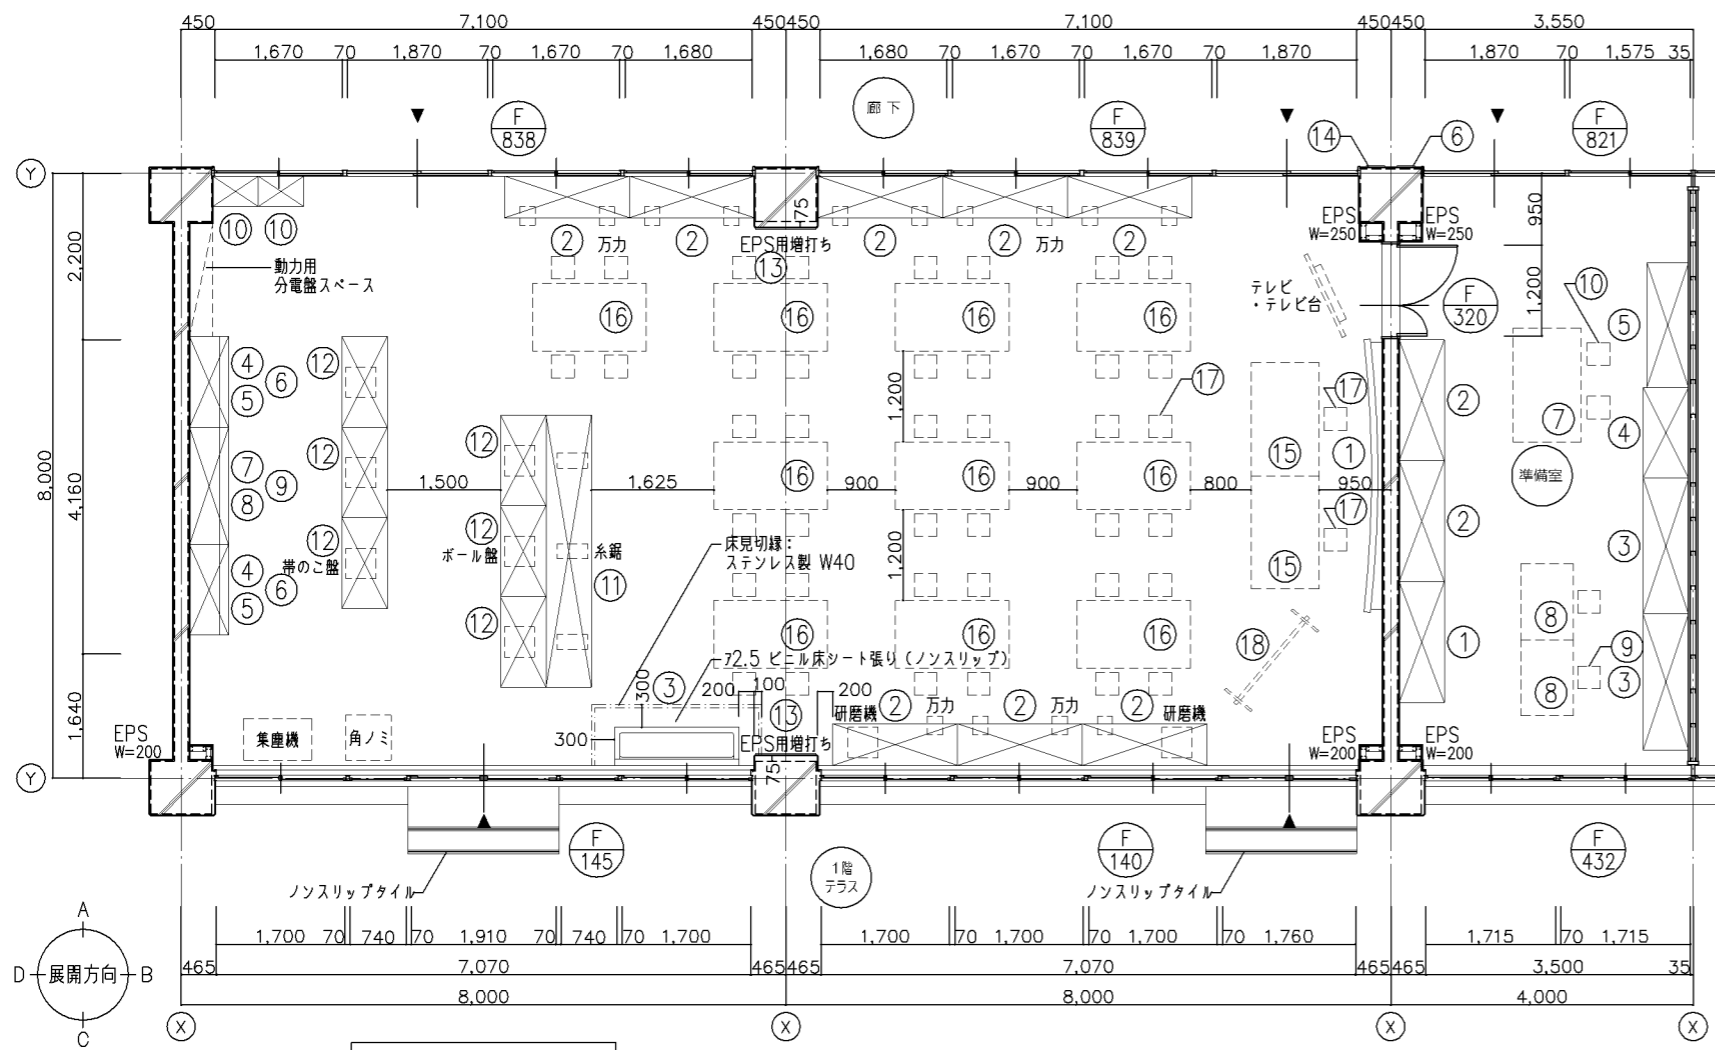 450 7,100 450 450 7,100 450 450 3,550
1,670 70 1,870 70 1,670 70 1,680 1,680 70 1,670 70 1,670 70 1,870 1,870 70 1,575 35
廊下
F
838
F
839
14
6
F
821
Y
10 10
動力用
分電盤スペース
2 万力 2
75
EPS用増打ち
13
2 2 万力 2
EPS
W=250
EPS
W=250
950
1,200
2,200
テレビ
・テレビ台
F
320
10
5
16 16 16 16
4
5
6
12
1,200
17
17
2
7
4
8,000
4,160
7
8
9
12
12
1,500
1,625
16
900
16
900
16
800
15
1
950
2
準備室
17
4
5
6
12
帯のこ盤
12
ボール盤
糸鋸
11
床見切縁:
ステンレス製 W40
1,200
15
3
12
16 16 16
18
1
8
8
9
3
ァ2.5 ビニル床シート張り(ノンスリップ)
1,640
3
300
200 100
200
13
EPS用増打ち
75
300
研磨機
2 万力 2 万力 2
研磨機
EPS
W=200
集塵機
角ノミ
EPS
W=200
EPS
W=200
Y
F
145
1階
テラス
F
140
F
432
ノンスリップタイル
ノンスリップタイル
A
D 展開方向 B
C
1,700 70 740 70 1,910 70 740 70 1,700 1,700 70 1,700 70 1,700 70 1,760 1,715 70 1,715
465 7,070 465 465 7,070 465 465 3,500 35
8,000 8,000 4,000
X X X X